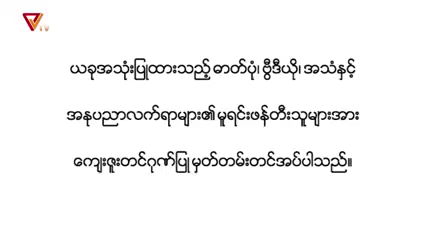 TV
ယခုအသုံးပြုထားသည့် ဓာတ်ပုံ၊ ဗွီဒီယို၊ အသံနှင့်
အနုပညာလက်ရာများ၏ မူရင်းဖန်တီးသူများအား
ကျေးဇူးတင်ဂုဏ်ပြု မှတ်တမ်းတင်အပ်ပါသည်။